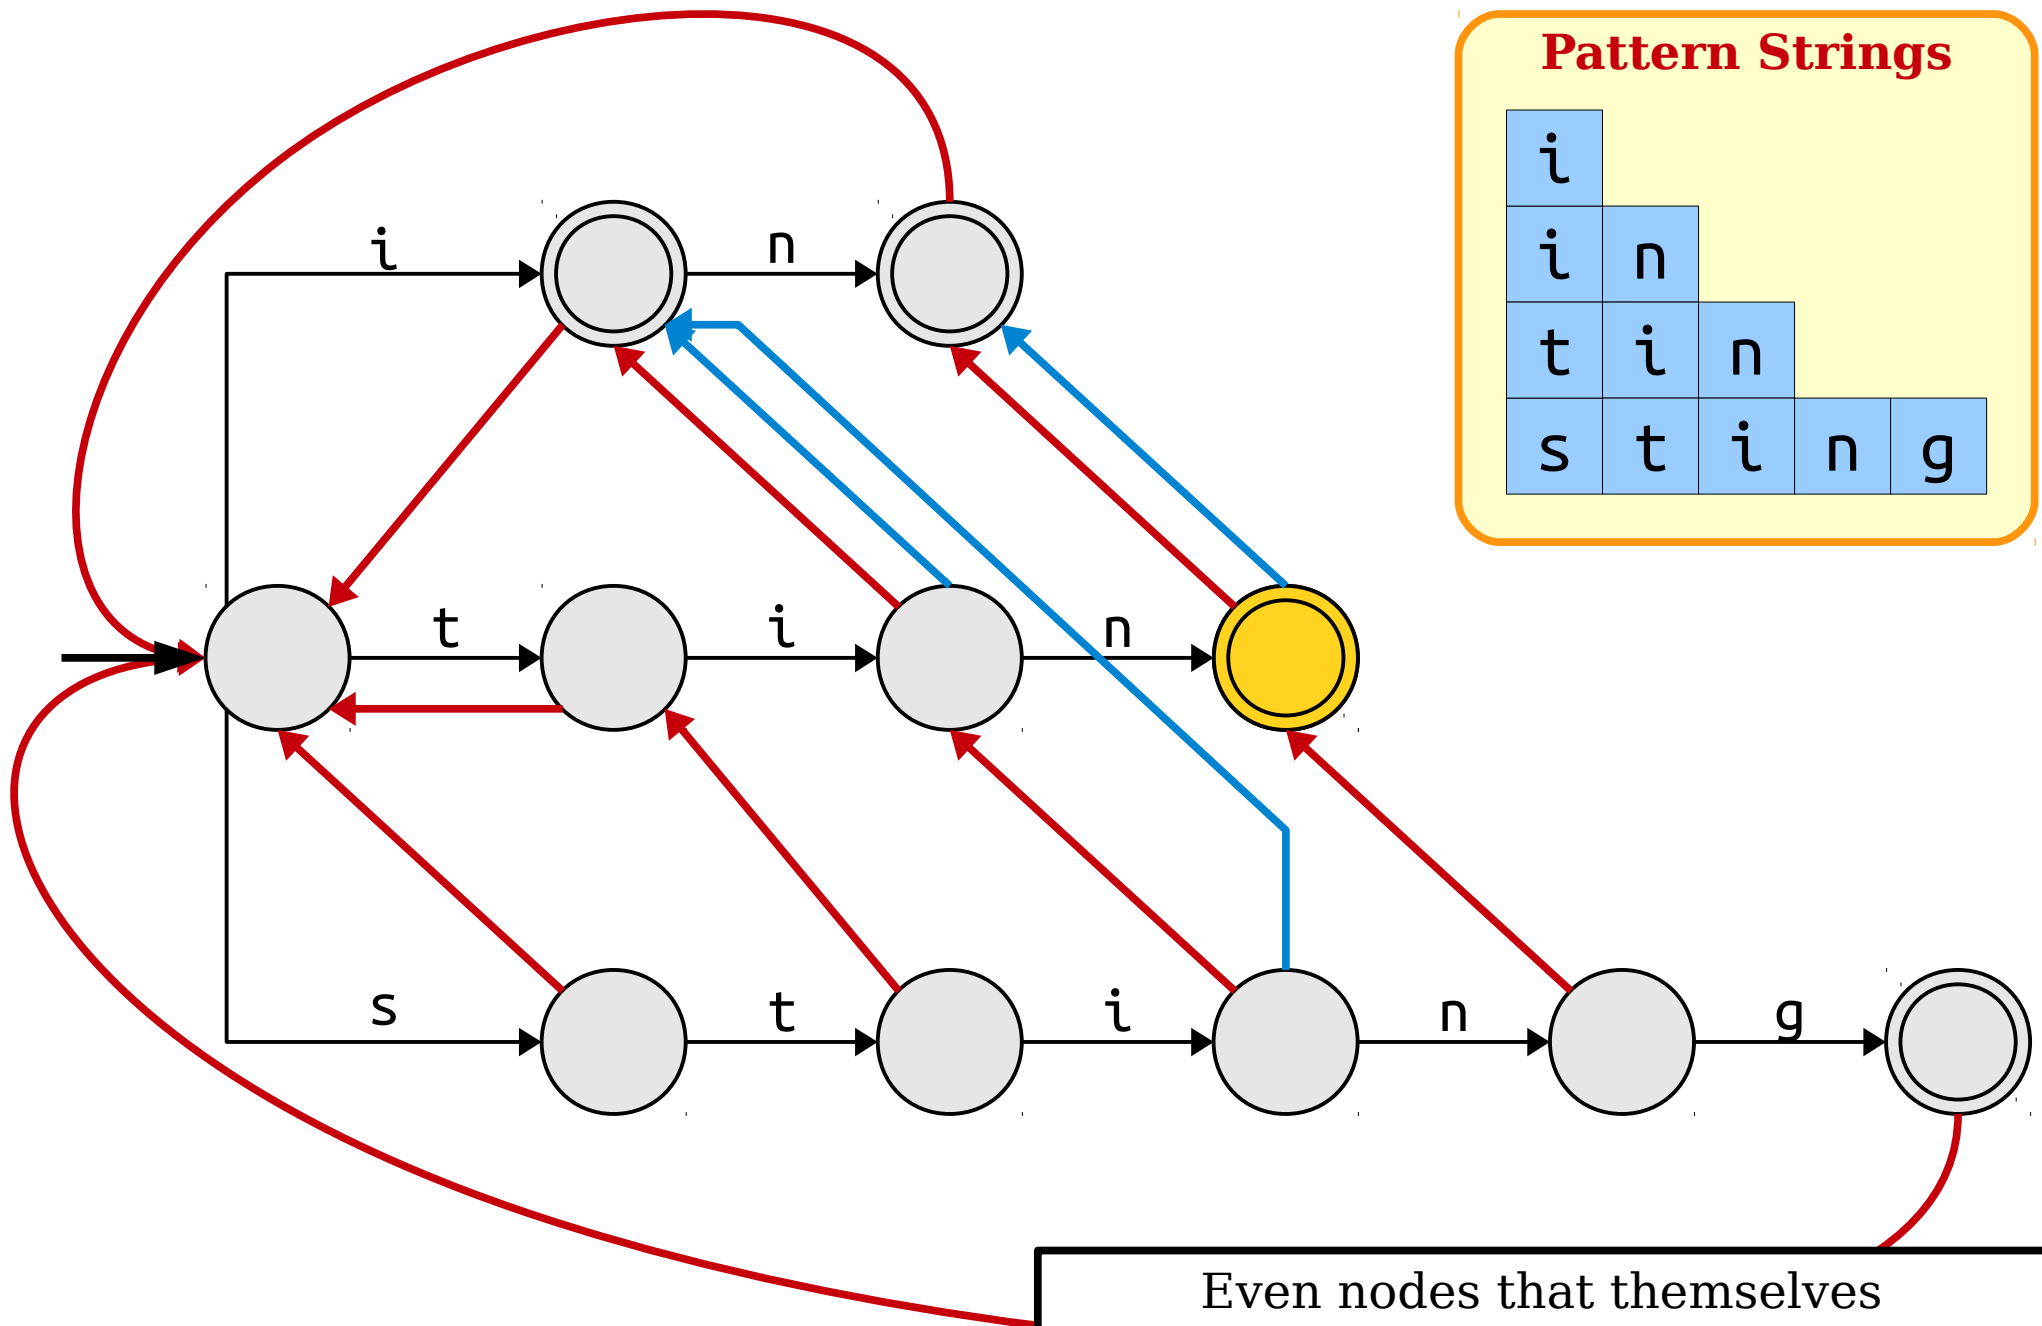 Pattern Strings
i
i n
t i n
s t i n g
i n
t i n
s t i n g
Even nodes that themselves